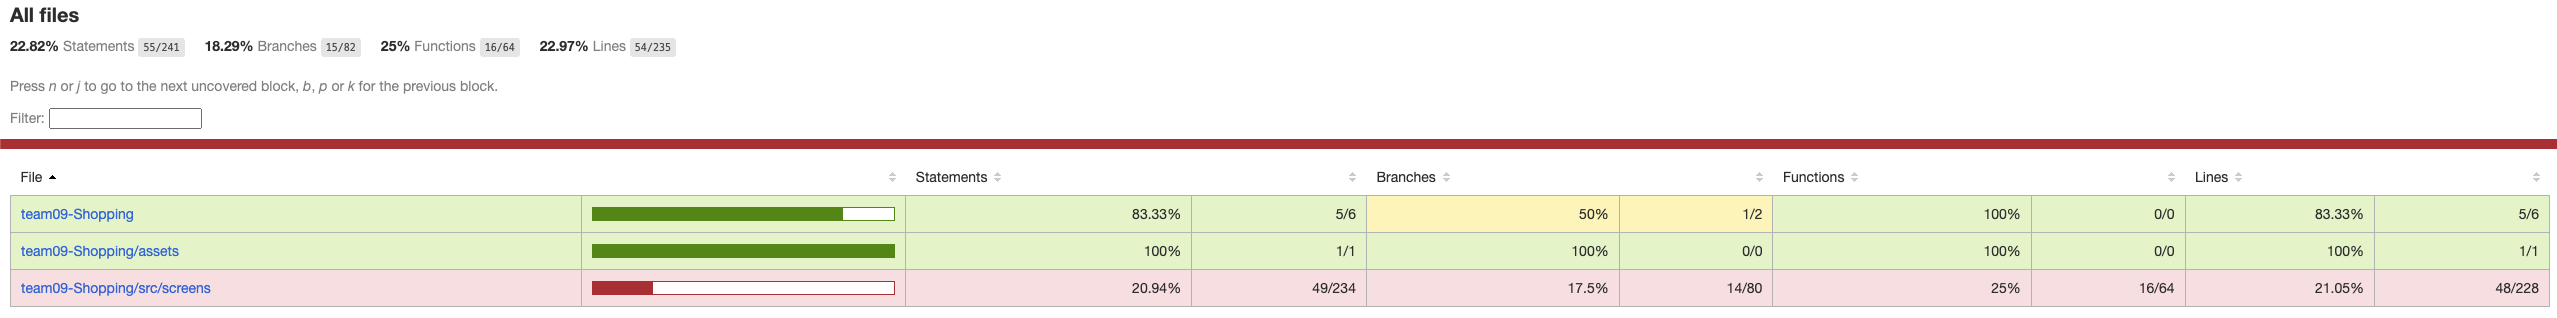 All files
22.82% Statements 55/241 18.29% Branches 15/82 25% Functions 16/64 22.97% Lines 54/235
Press n or j to go to the next uncovered block, b, p or k for the previous block.
Filter:
File Statements Branches Functions Lines
team09-Shopping 83.33% 5/6 50% 1/2 100% 0/0 83.33% 5/6
team09-Shopping/assets 100% 1/1 100% 0/0 100% 0/0 100% 1/1
team09-Shopping/src/screens 20.94% 49/234 17.5% 14/80 25% 16/64 21.05% 48/228